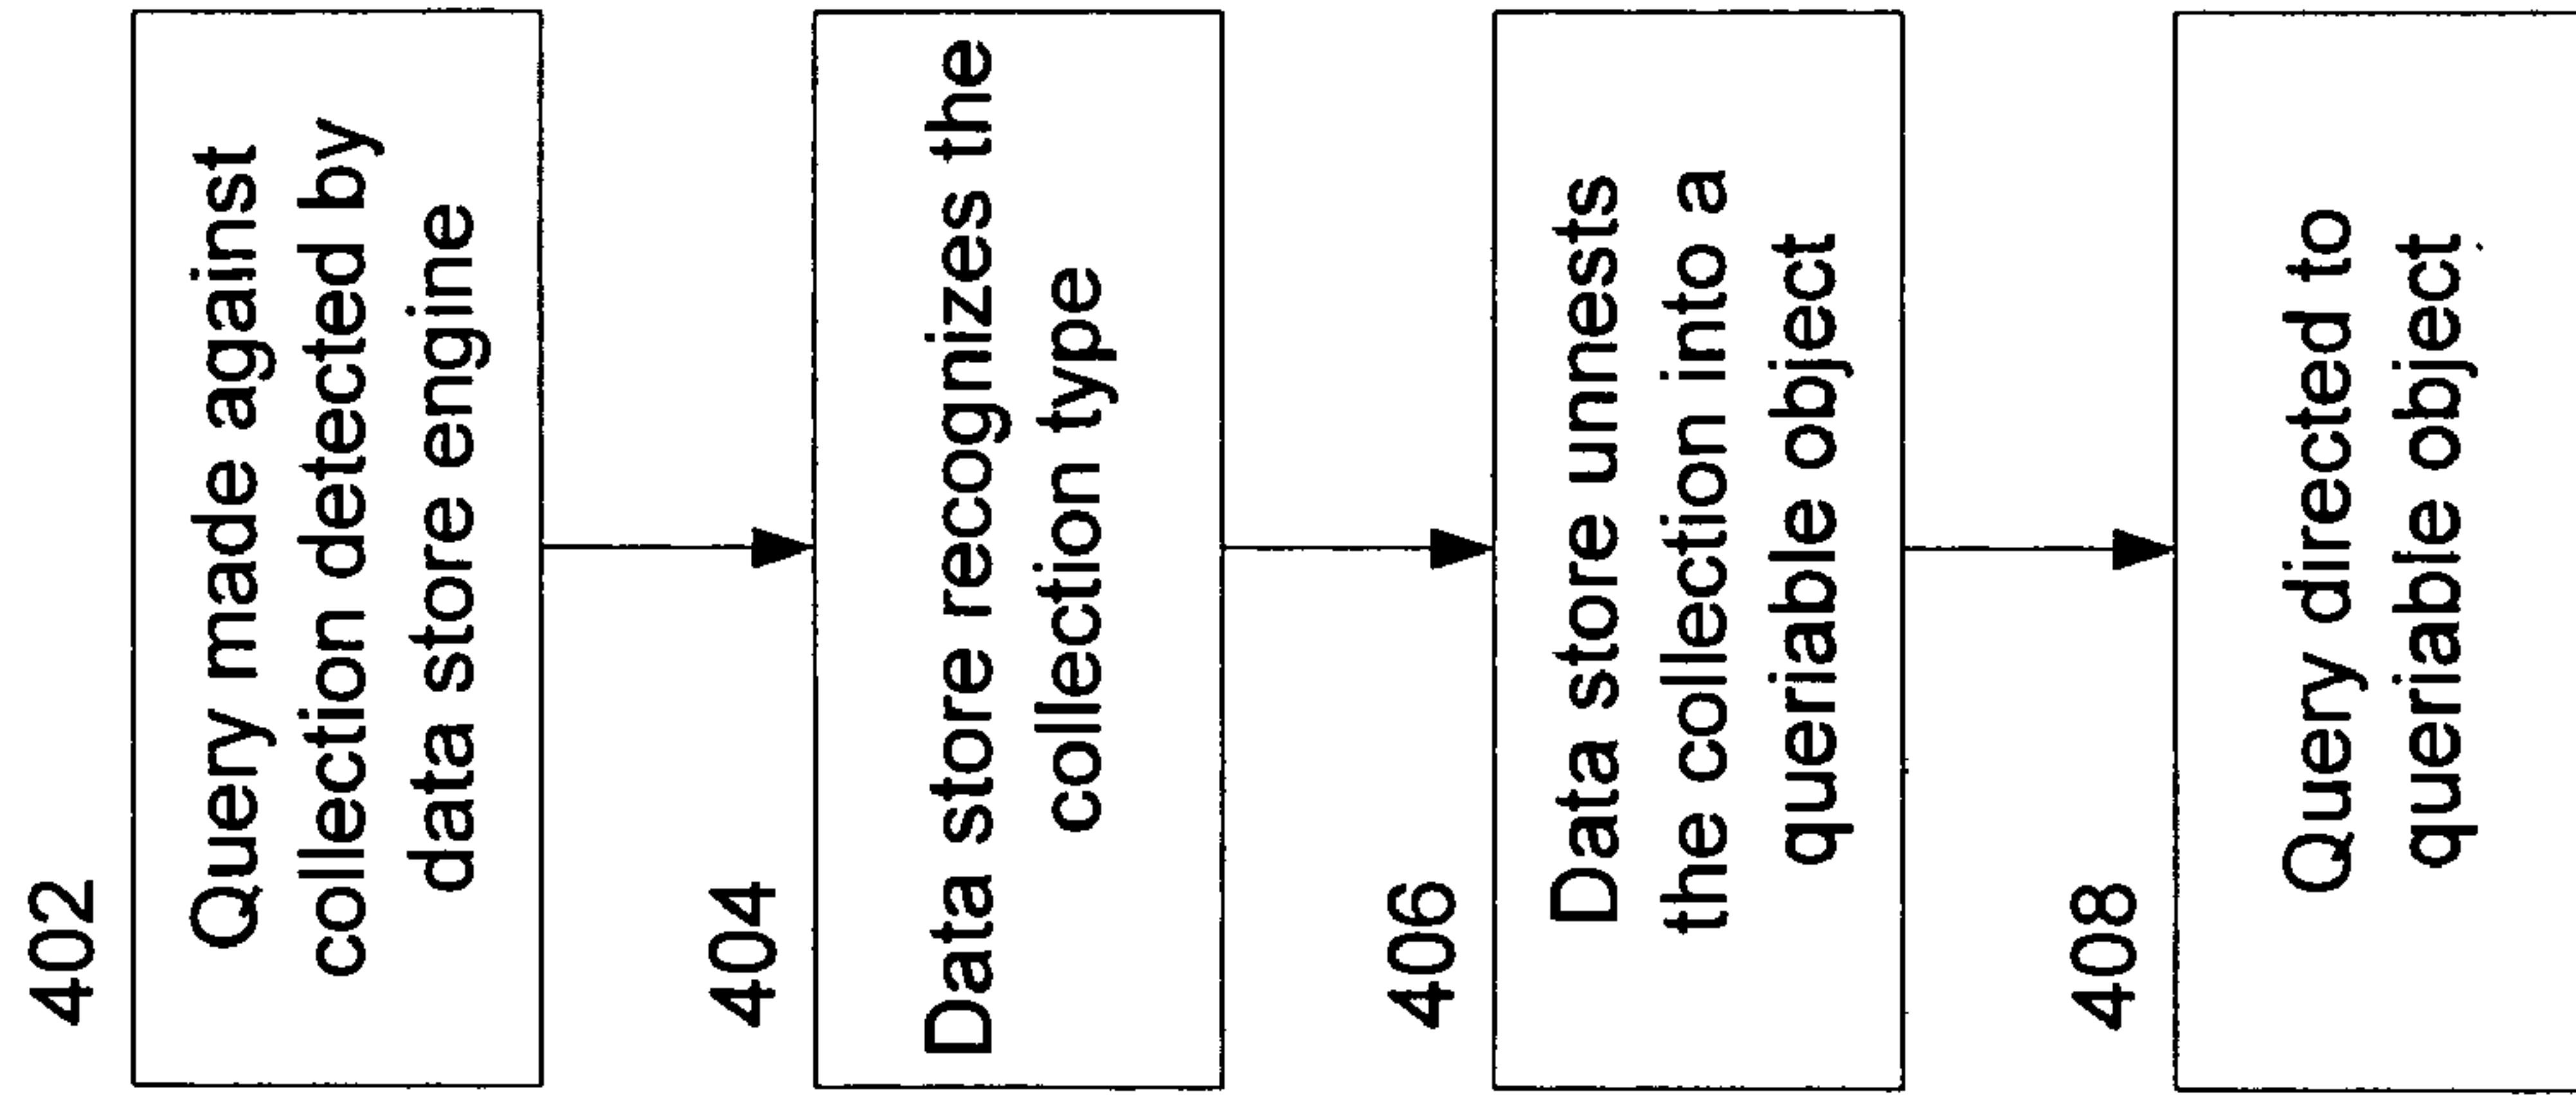 402
Query made against
collection detected by
data store engine
404
Data store recognizes the
collection type
406
Data store unnests
the collection into a
queriable object
408
Query directed to
queriable object